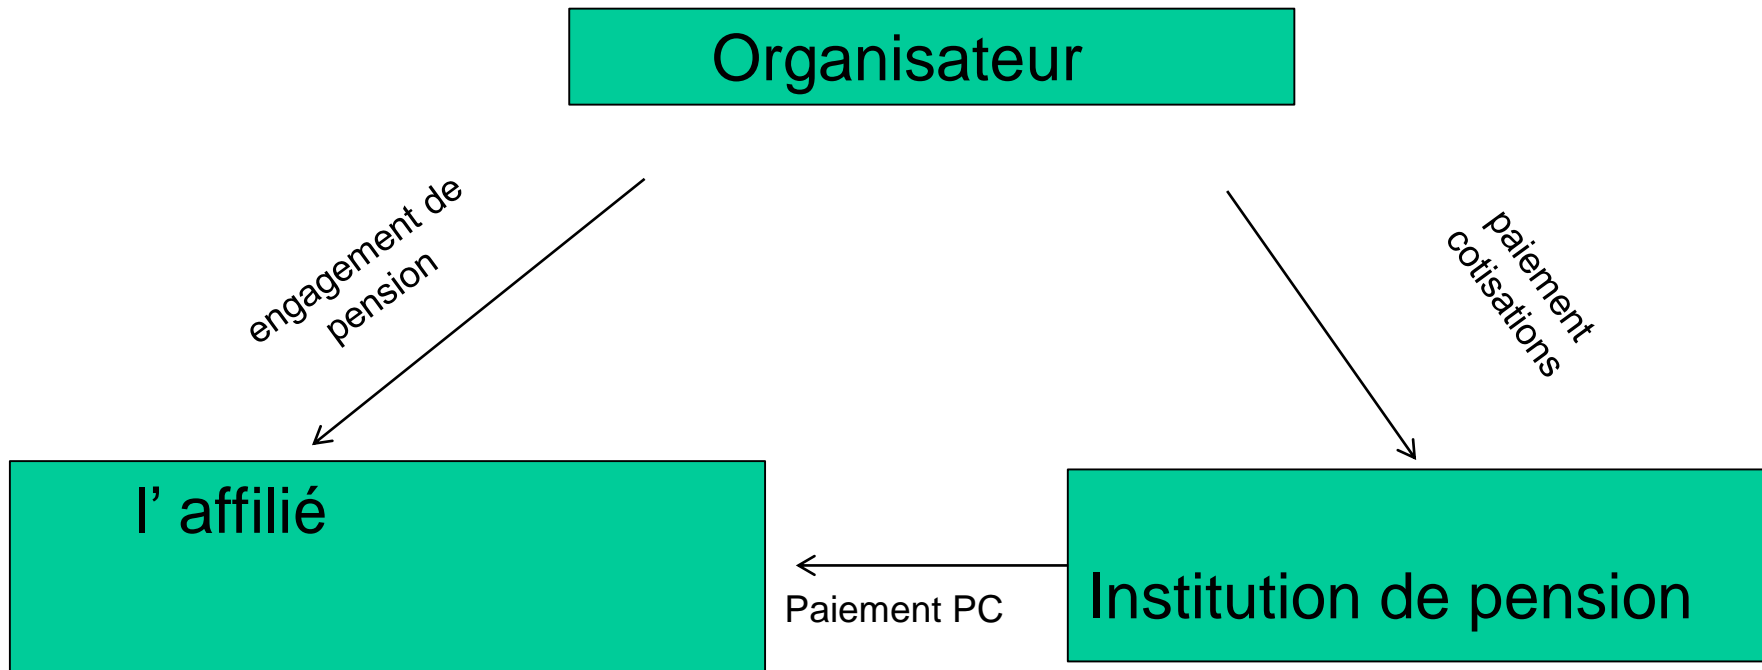 Organisateur
engagement de
pension
paiement
cotisations
l’ affilié
Paiement PC
Institution de pension